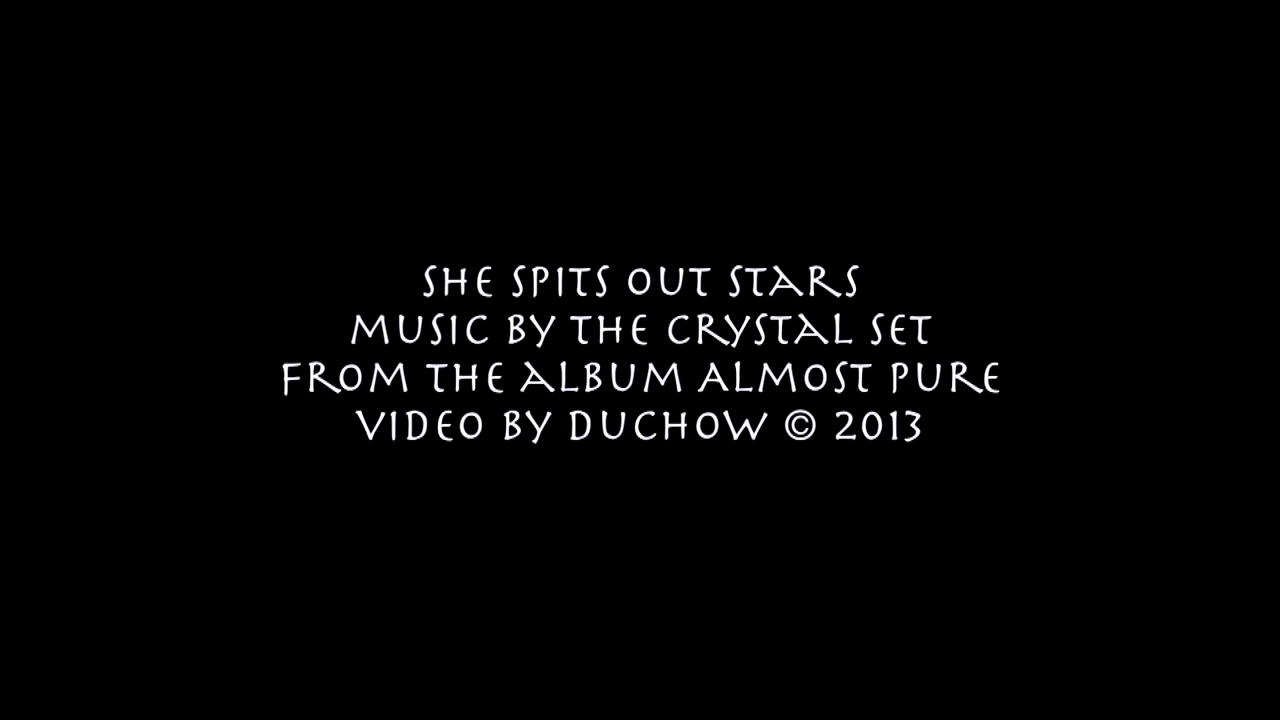 SHE SPITS OUT STARS
MUSIC BY THE CRYSTAL SET
FROM THE ALBUM ALMOST PURE
VIDEO BY DUCHOW © 2013